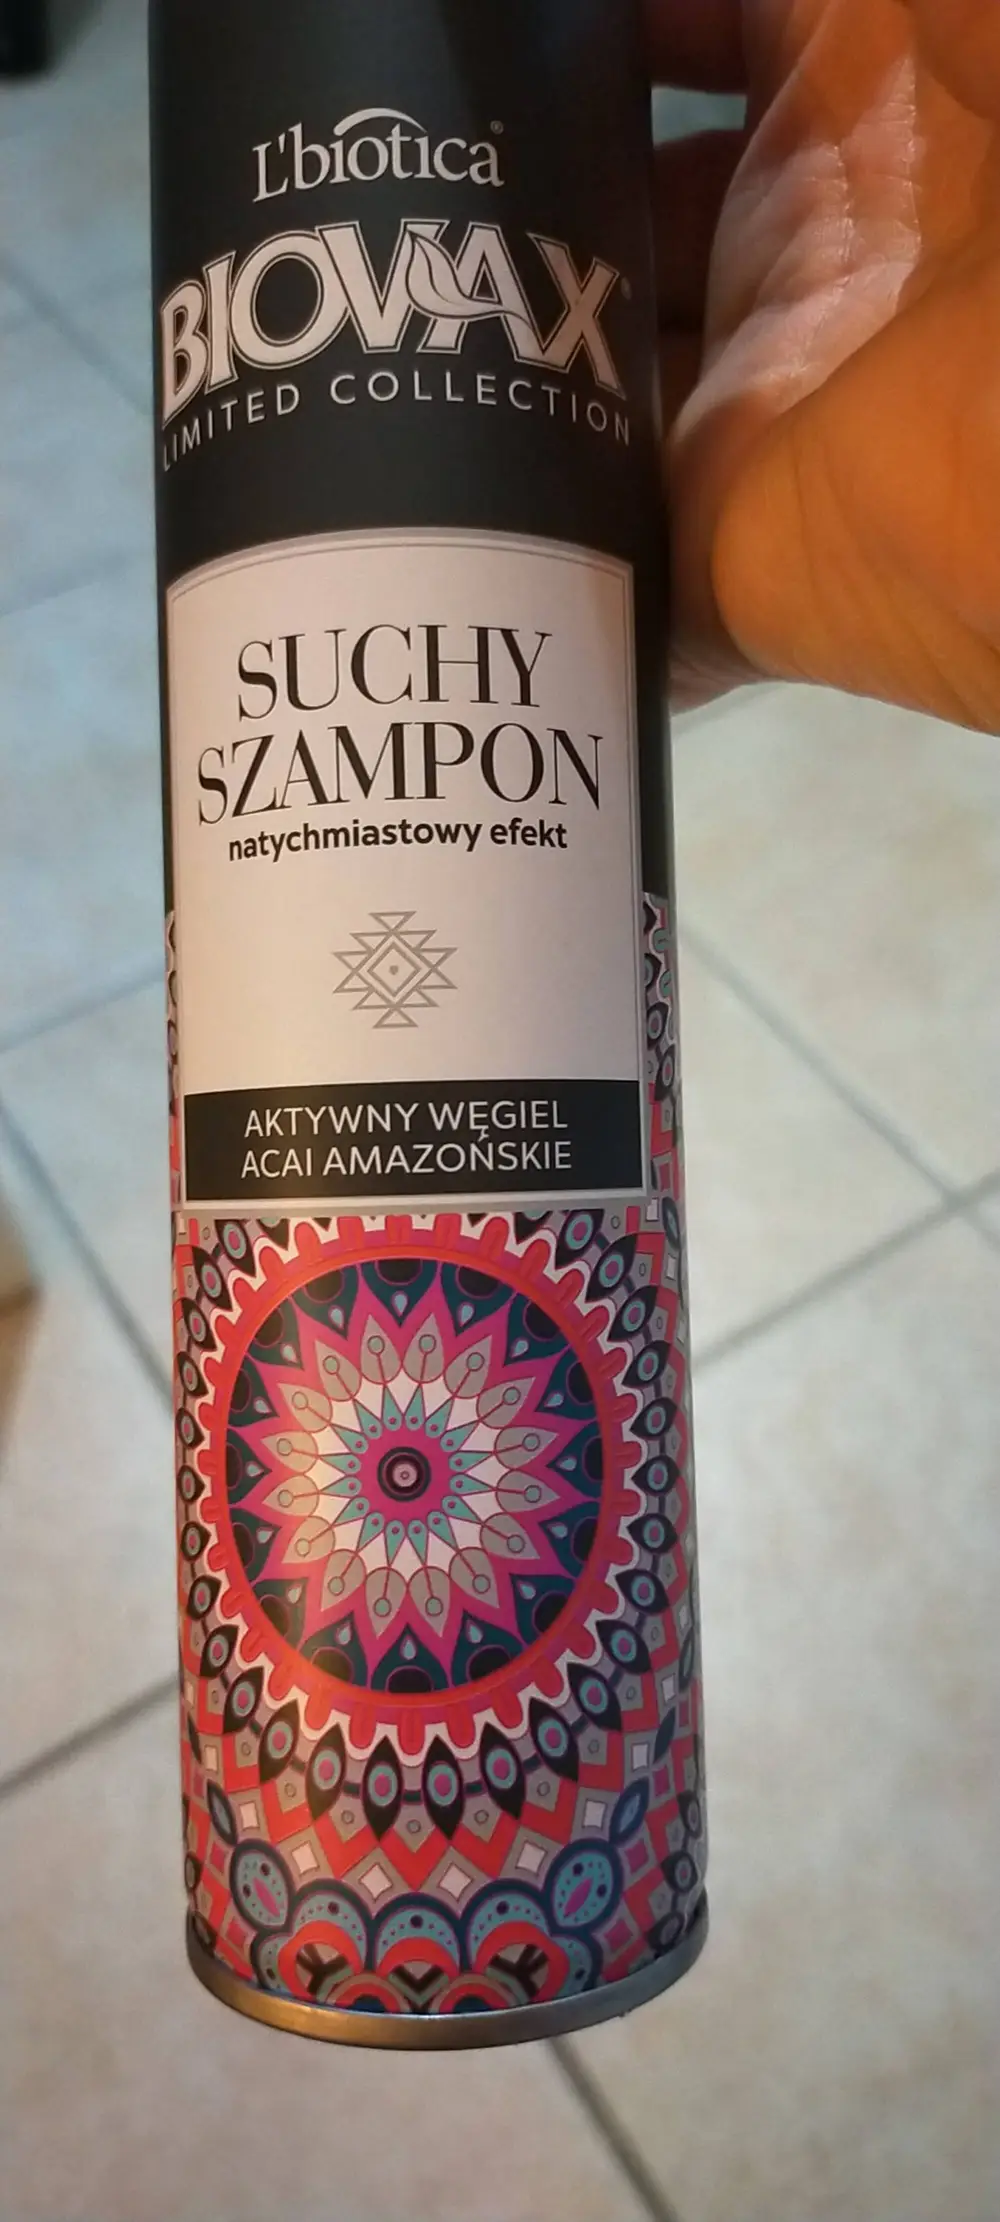 L'biotica®
BIOVAX®
LIMITED COLLECTION
SUCHY
SZAMPON
natychmiastowy efekt
AKTYWNY WĘGIEL
ACAI AMAZOŃSKIE